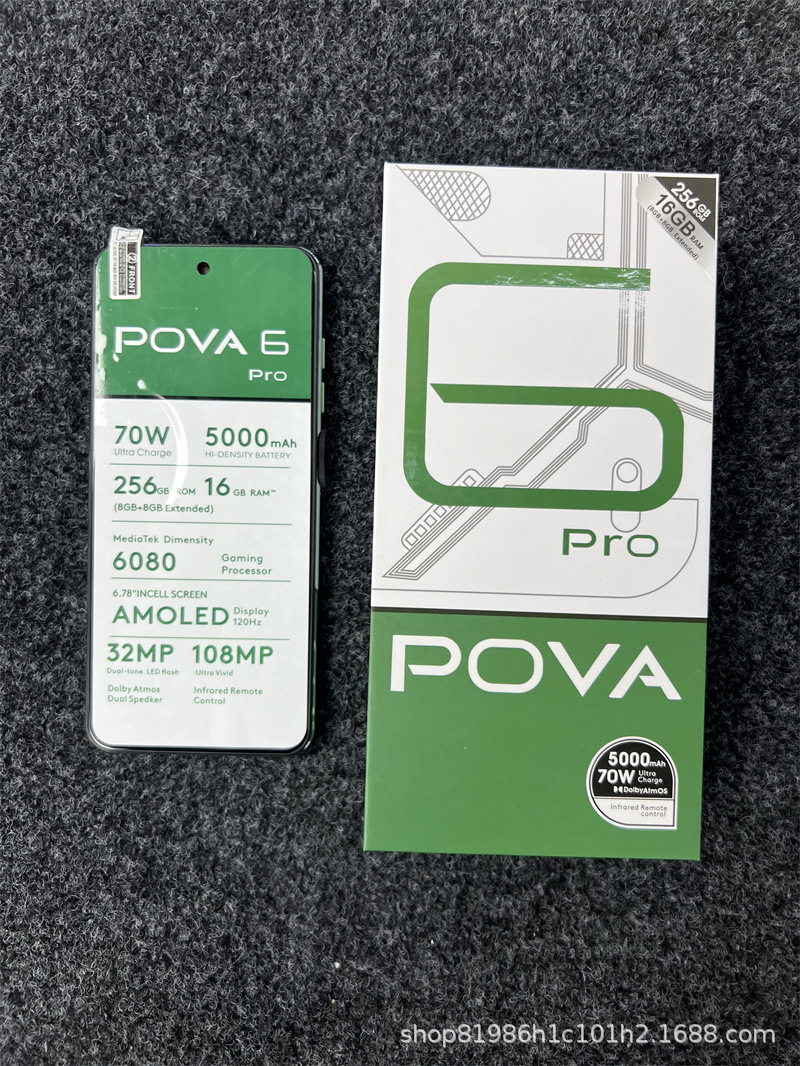 FRONT
POVA 6
Pro
70W
Ultra Charge
5000mAh
HI-DENSITY BATTERY
256GB ROM 16 GB RAM™
(8GB+8GB Extended)
MediaTek Dimensity
6080
Gaming
Processor
6.78"INCELL SCREEN
AMOLED Display
120Hz
32MP
Dual-tone LED flash
108MP
Ultra Vivid
Dolby Atmos
Dual Spedker
Infrared Remote
Control
256GB
ROM
16GB RAM
(8GB+8GB Extended)
6
Pro
POVA
5000mAh
70W Ultra
Charge
DolbyAtmOS
Infrared Remote
control
shop81986h1c101h2.1688.com